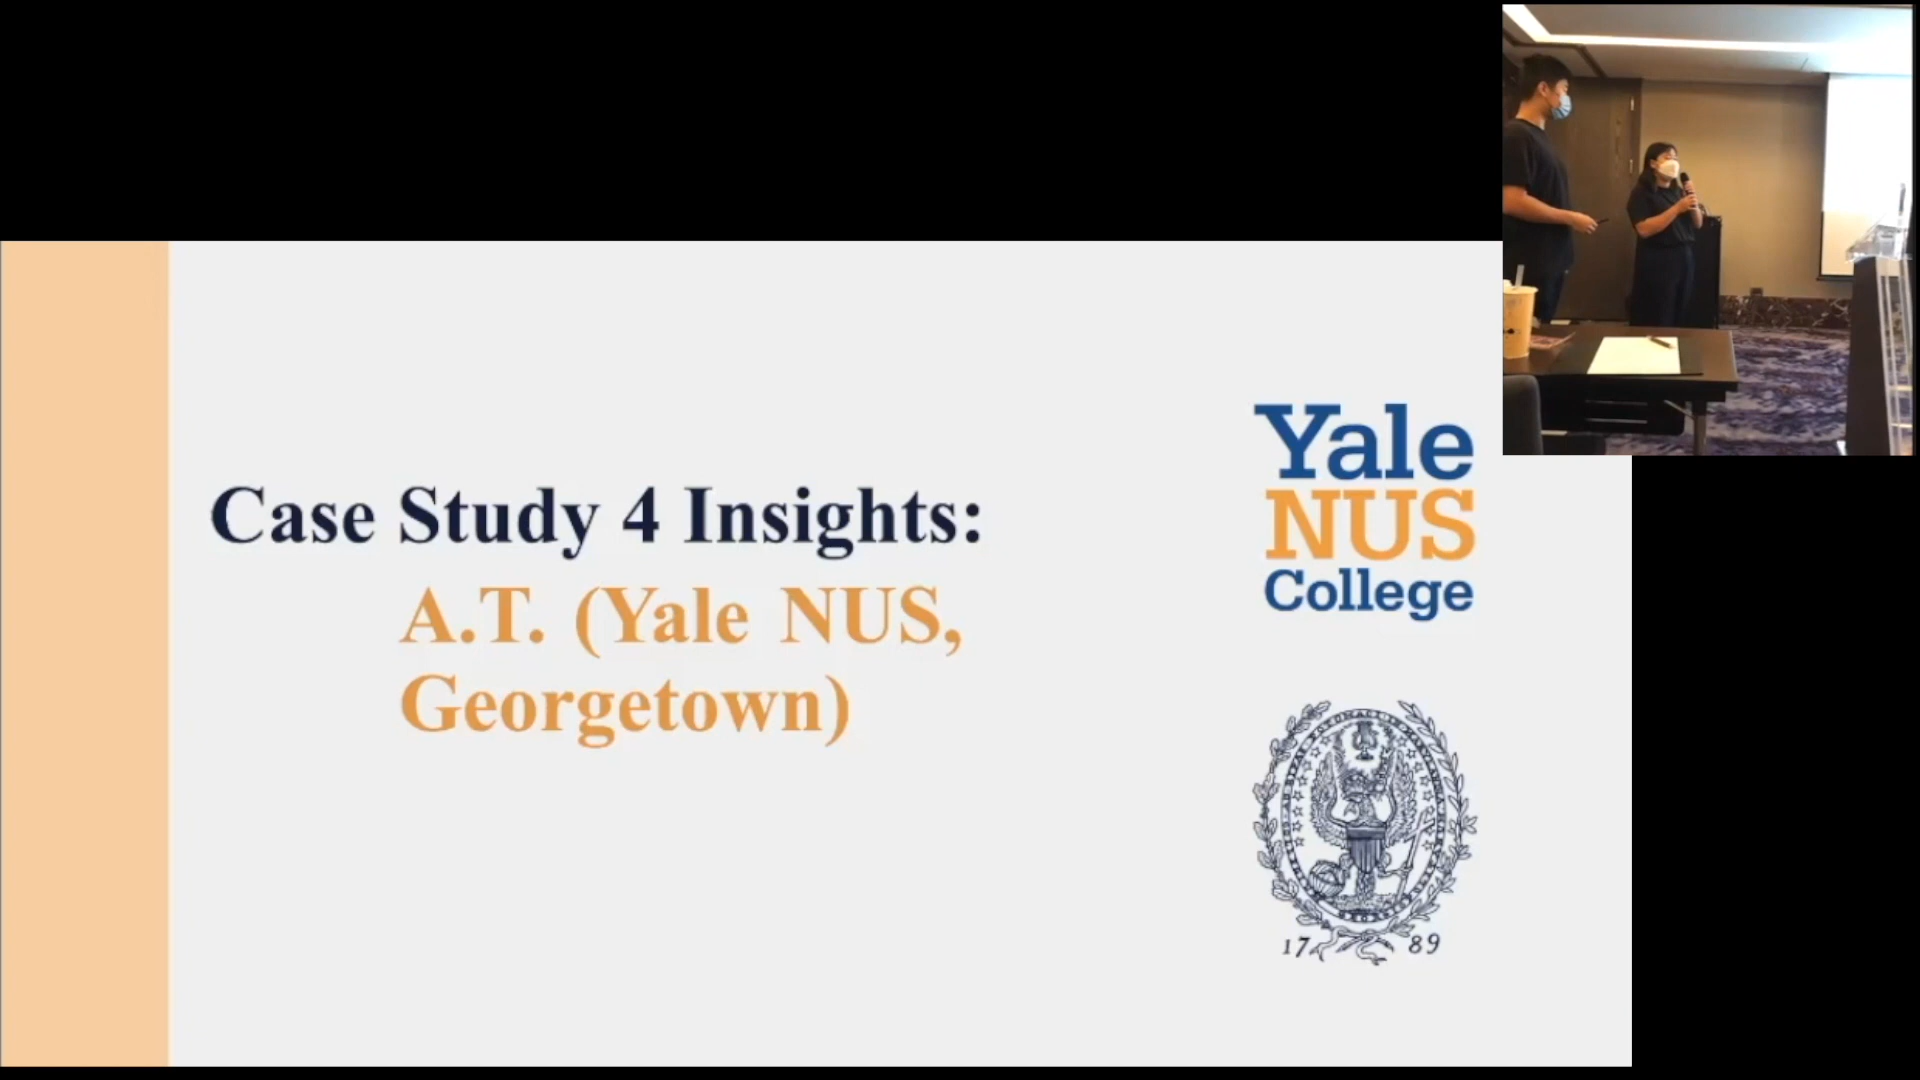 Case Study 4 Insights:
A.T. (Yale NUS,
Georgetown)
Yale
NUS
College
17 89